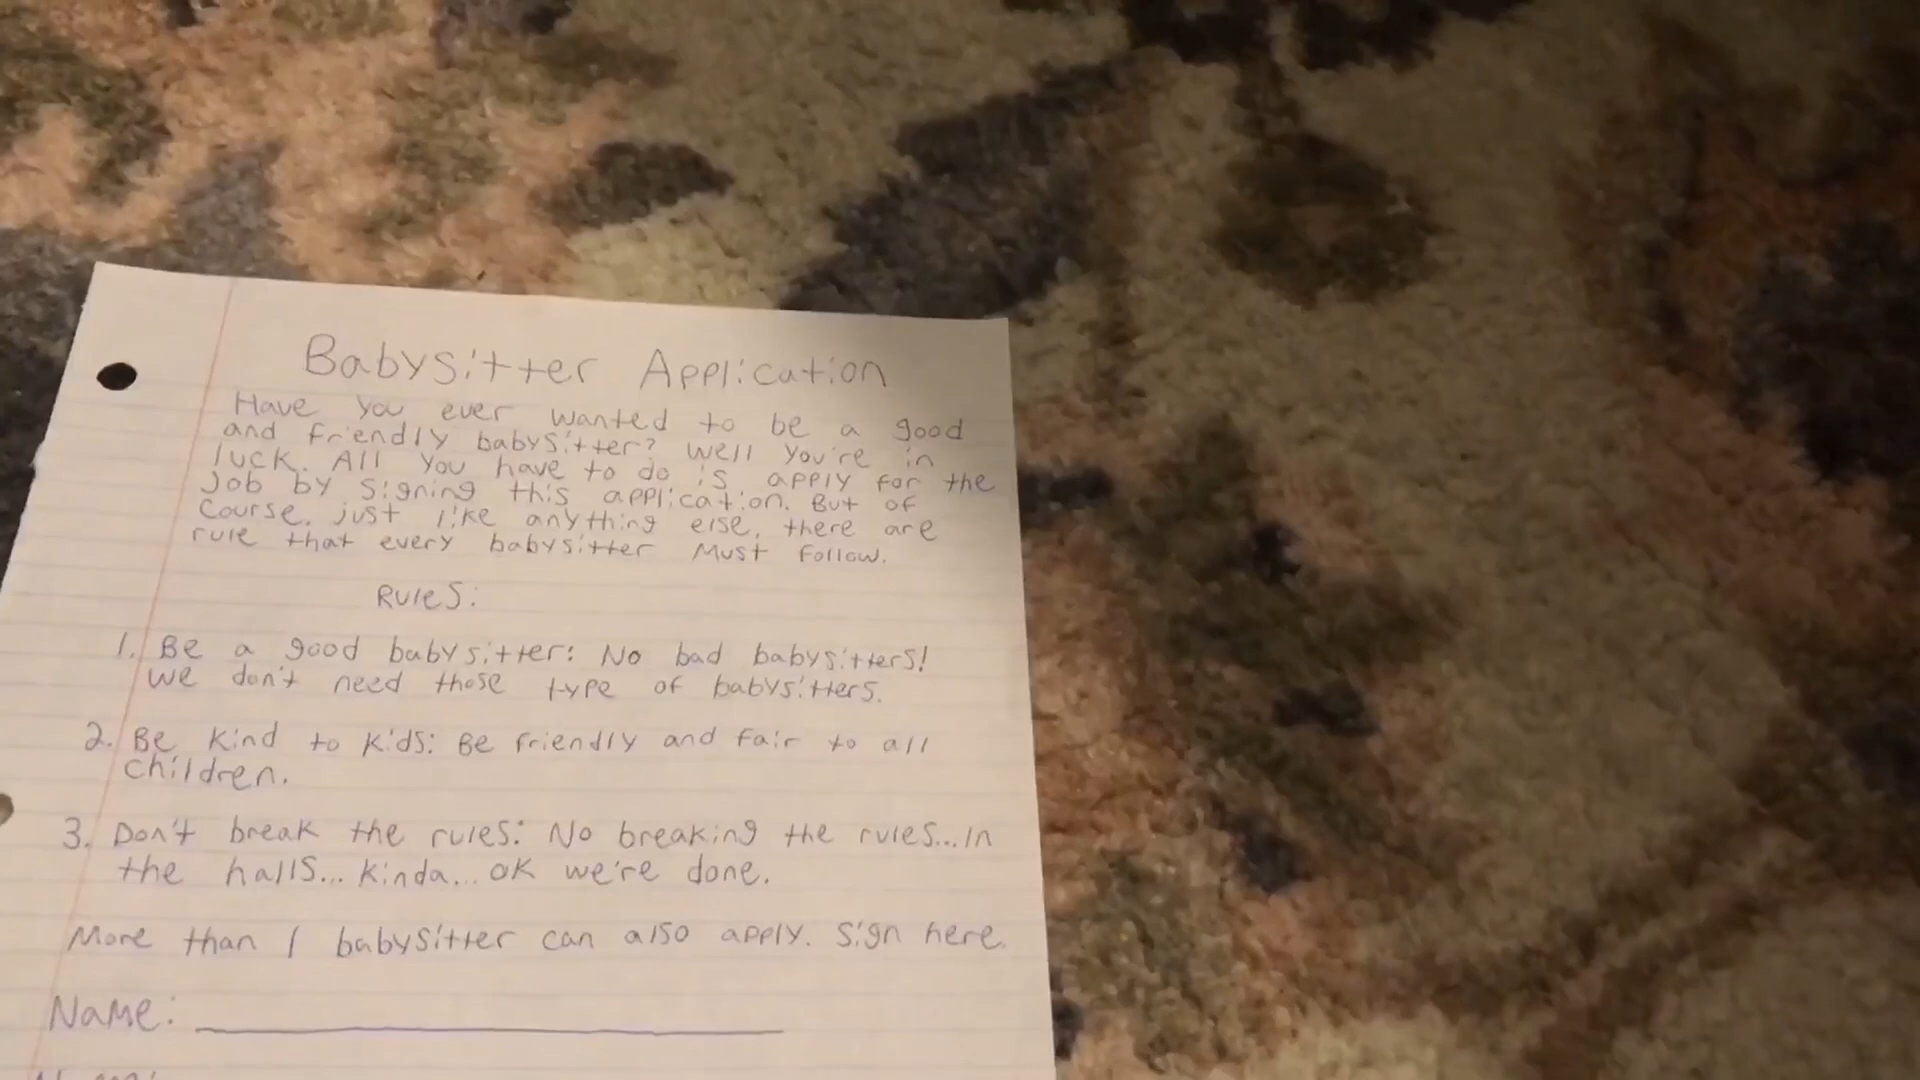 Babysitter Application
Have you ever wanted to be a good
and friendly babysitter? Well you're in
luck. All you have to do is apply for the
job by signing this application. But of
course, just like anything else, there are
rule that every babysitter must follow.
Rules:
1. Be a good babysitter: No bad babysitters!
We don't need those type of babysitters.
2. Be kind to kids: Be friendly and fair to all
children.
3. Don't break the rules: No breaking the rules...In
the halls... kinda... ok we're done.
More than 1 babysitter can also apply. Sign here.
Name: